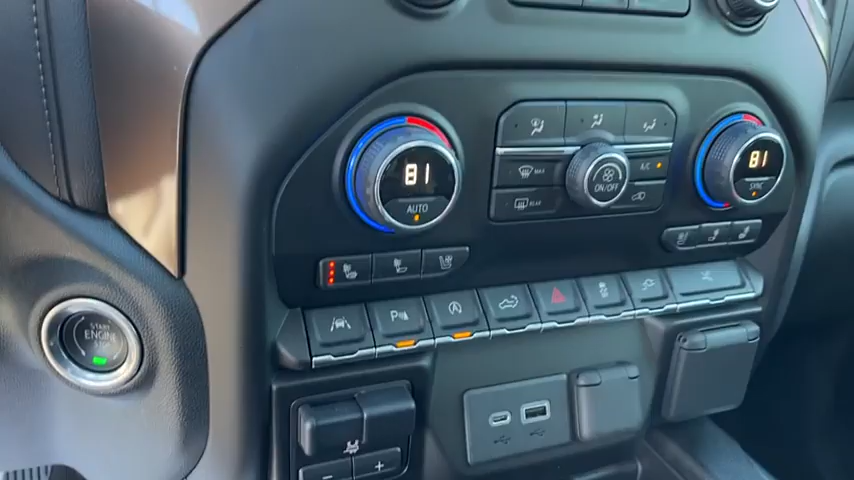 MAX
A/C
81
AUTO
ON/OFF
81
SYNC
REAR
START
ENGINE
STOP
P
A
- +